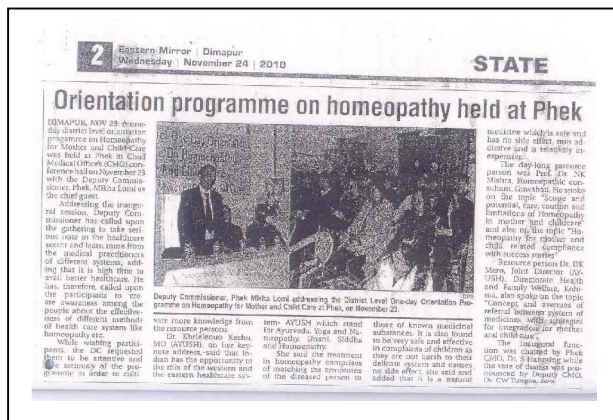 2
Eastern Mirror | Dimapur
Wednesday | November 24 | 2010
STATE
Orientation programme on homeopathy held at Phek
DIMAPUR, NOV 23: A one-
day district level orientation
programme on Homeopathy
for Mother and Child Care
was held at Phek in Chief
Medical Office's (CMO) con-
ference hall on November 23
with the Deputy Commis-
sioner, Phek, Mikha Lomi as
the chief guest.
Addressing the inaugu-
ral session, Deputy Com-
missioner has called upon
the gathering to take seri-
ous note in the healthcare
sector and learn more from
the medical practitioners
of different systems, add-
ing that it is high time to
avail better healthcare. He
has, therefore, called upon
the participants to cre-
ate awareness among the
people about the effective-
ness of different methods
of health care system like
homeopathy etc.
While wishing partici-
pants, the DC requested
them to be attentive and
seriously of the pro-
gramme in order to
Deputy Commissioner, Phek Mikha Lomi addressing the District Level One-day Orientation Pro-
gramme on Homeopathy for Mother and Child Care at Phek, on November 23.
vate more knowledge from
the resource persons.
Dr. Khrielenuo Kechu,
MO (AYUSH), on her key-
note address, said that In-
dian has the opportunity to
the mix of the western and
the eastern healthcare sys-
tem- AYUSH which stand
for Ayurveda, Yoga and Na-
turopathy, Unani, Siddha
and Homeopathy.
She said the treatment
in homeopathy comprises
of matching the symptoms
of the diseased person to
those of known medicinal
substances. It is also found
to be very safe and effective
in complaints of children as
they are not harsh to their
delicate system and causes
no side effect, she said and
added that it is a natural
medicine which is safe and
has no side effect, non ad-
dictive and is relatively in-
expensive.
The day-long resource
person was Prof. Dr. NK
Mishra, Homoeopathic con-
sultant, Guwahati. He spoke
on the topic "Scope and
potential, care, caution and
limitations of Homeopathy
in mother and childcare"
and also on the topic "Ho-
meopathy for mother and
child related compliance
with success stories"
Resource person Dr. DK
Mero, Joint Director (AY-
USH), Directorate Health
and Family Welfare, Kohi-
ma, also spoke on the topic
"Concept and avenues of
referral between system of
medicines with strategies
for integration for mother
and child care".
The inaugural func-
tion was chaired by Phek
CMO, Dr. S Hangsing while
the vote of thanks was pro-
nounced by Deputy CMO,
Dr CW Tungoe.